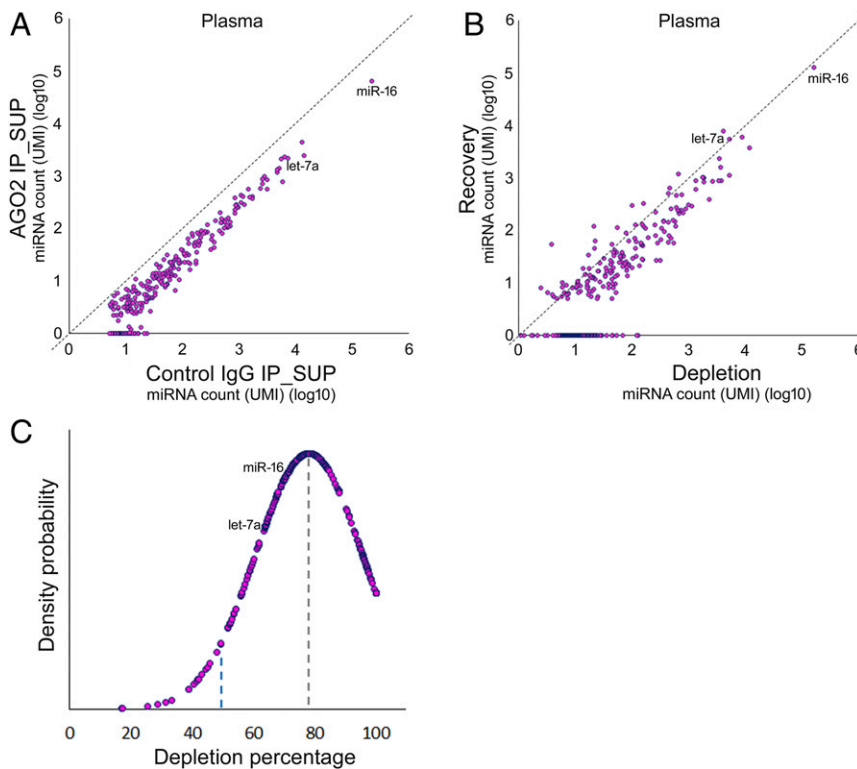 A
Plasma
6
5
4
3
2
1
0
AGO2 IP_SUP
miRNA count (UMI) (log10)
miR-16
let-7a
0 1 2 3 4 5 6
Control IgG IP_SUP
miRNA count (UMI) (log10)
B
Plasma
6
5
4
3
2
1
0
Recovery
miRNA count (UMI) (log10)
miR-16
let-7a
0 1 2 3 4 5 6
Depletion
miRNA count (UMI) (log10)
C
Density probability
miR-16
let-7a
0 20 40 60 80 100
Depletion percentage